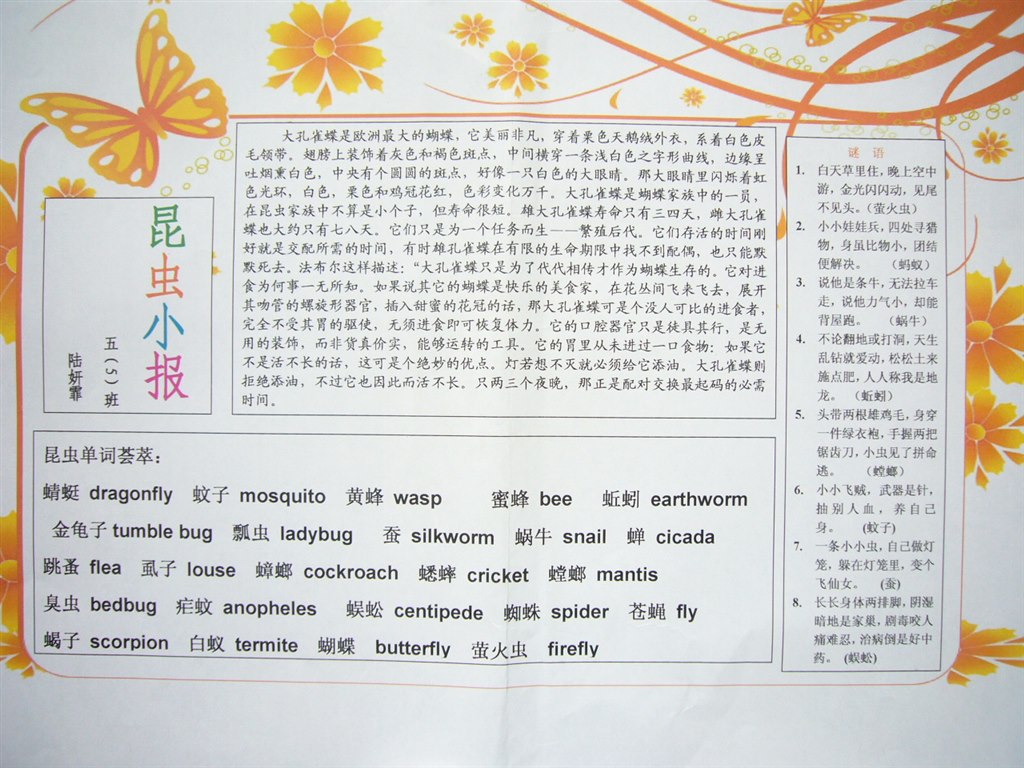 昆虫小报
五(5)班
陆妍霏
大孔雀蝶是欧洲最大的蝴蝶，它美丽非凡，穿着栗色天鹅绒外衣，系着白色皮
毛领带。翅膀上装饰着灰色和褐色斑点，中间横穿一条浅白色之字形曲线，边缘呈
吐烟熏白色，中央有个圆圆的斑点，好像一只白色的大眼睛。那大眼睛里闪烁着虹
色光环，白色，栗色和鸡冠花红，色彩变化万千。大孔雀蝶是蝴蝶家族中的一员，
在昆虫家族中不算是小个子，但寿命很短。雄大孔雀蝶寿命只有三四天，雌大孔雀
蝶也大约只有七八天。它们只是为一个任务而生——繁殖后代。它们存活的时间刚
好就是交配所需的时间，有时雄孔雀蝶在有限的生命期限中找不到配偶，也只能默
默死去。法布尔这样描述：“大孔雀蝶只是为了代代相传才作为蝴蝶生存的。它对进
食为何事一无所知。如果说其它的蝴蝶是快乐的美食家，在花丛间飞来飞去，展开
其吻管的螺旋形器官，插入甜蜜的花冠的话，那大孔雀蝶可是个没人可比的进食者，
完全不受其胃的驱使，无须进食即可恢复体力。它的口腔器官只是徒具其行，是无
用的装饰，而非货真价实，能够运转的工具。它的胃里从未进过一口食物：如果它
不是活不长的话，这可是个绝妙的优点。灯若想不灭就必须给它添油。大孔雀蝶则
拒绝添油，不过它也因此而活不长。只两三个夜晚，那正是配对交换最起码的必需
时间。
昆虫单词荟萃：
蜻蜓 dragonfly 蚊子 mosquito 黄蜂 wasp 蜜蜂 bee 蚯蚓 earthworm
金龟子 tumble bug 瓢虫 ladybug 蚕 silkworm 蜗牛 snail 蝉 cicada
跳蚤 flea 虱子 louse 蟑螂 cockroach 蟋蟀 cricket 螳螂 mantis
臭虫 bedbug 疟蚊 anopheles 蜈蚣 centipede 蜘蛛 spider 苍蝇 fly
蝎子 scorpion 白蚁 termite 蝴蝶 butterfly 萤火虫 firefly
谜 语
1. 白天草里住，晚上空中
游，金光闪闪动，见尾
不见头。（萤火虫）
2. 小小娃娃兵，四处寻猎
物，身虽比物小，团结
便解决。 （蚂蚁）
3. 说他是条牛，无法拉车
走，说他力气小，却能
背屋跑。 （蜗牛）
4. 不论翻地或打洞，天生
乱钻就爱动，松松土来
施点肥，人人称我是地
龙。（蚯蚓）
5. 头带两根雄鸡毛，身穿
一件绿衣袍，手握两把
锯齿刀，小虫见了拼命
逃。 （螳螂）
6. 小小飞贼，武器是针，
抽别人血，养自己
身。 (蚊子)
7. 一条小小虫，自己做灯
笼，躲在灯笼里，变个
飞仙女。 (蚕)
8. 长长身体两排脚，阴湿
暗地是家巢，剧毒咬人
痛难忍，治病倒是好中
药。 (蜈蚣)